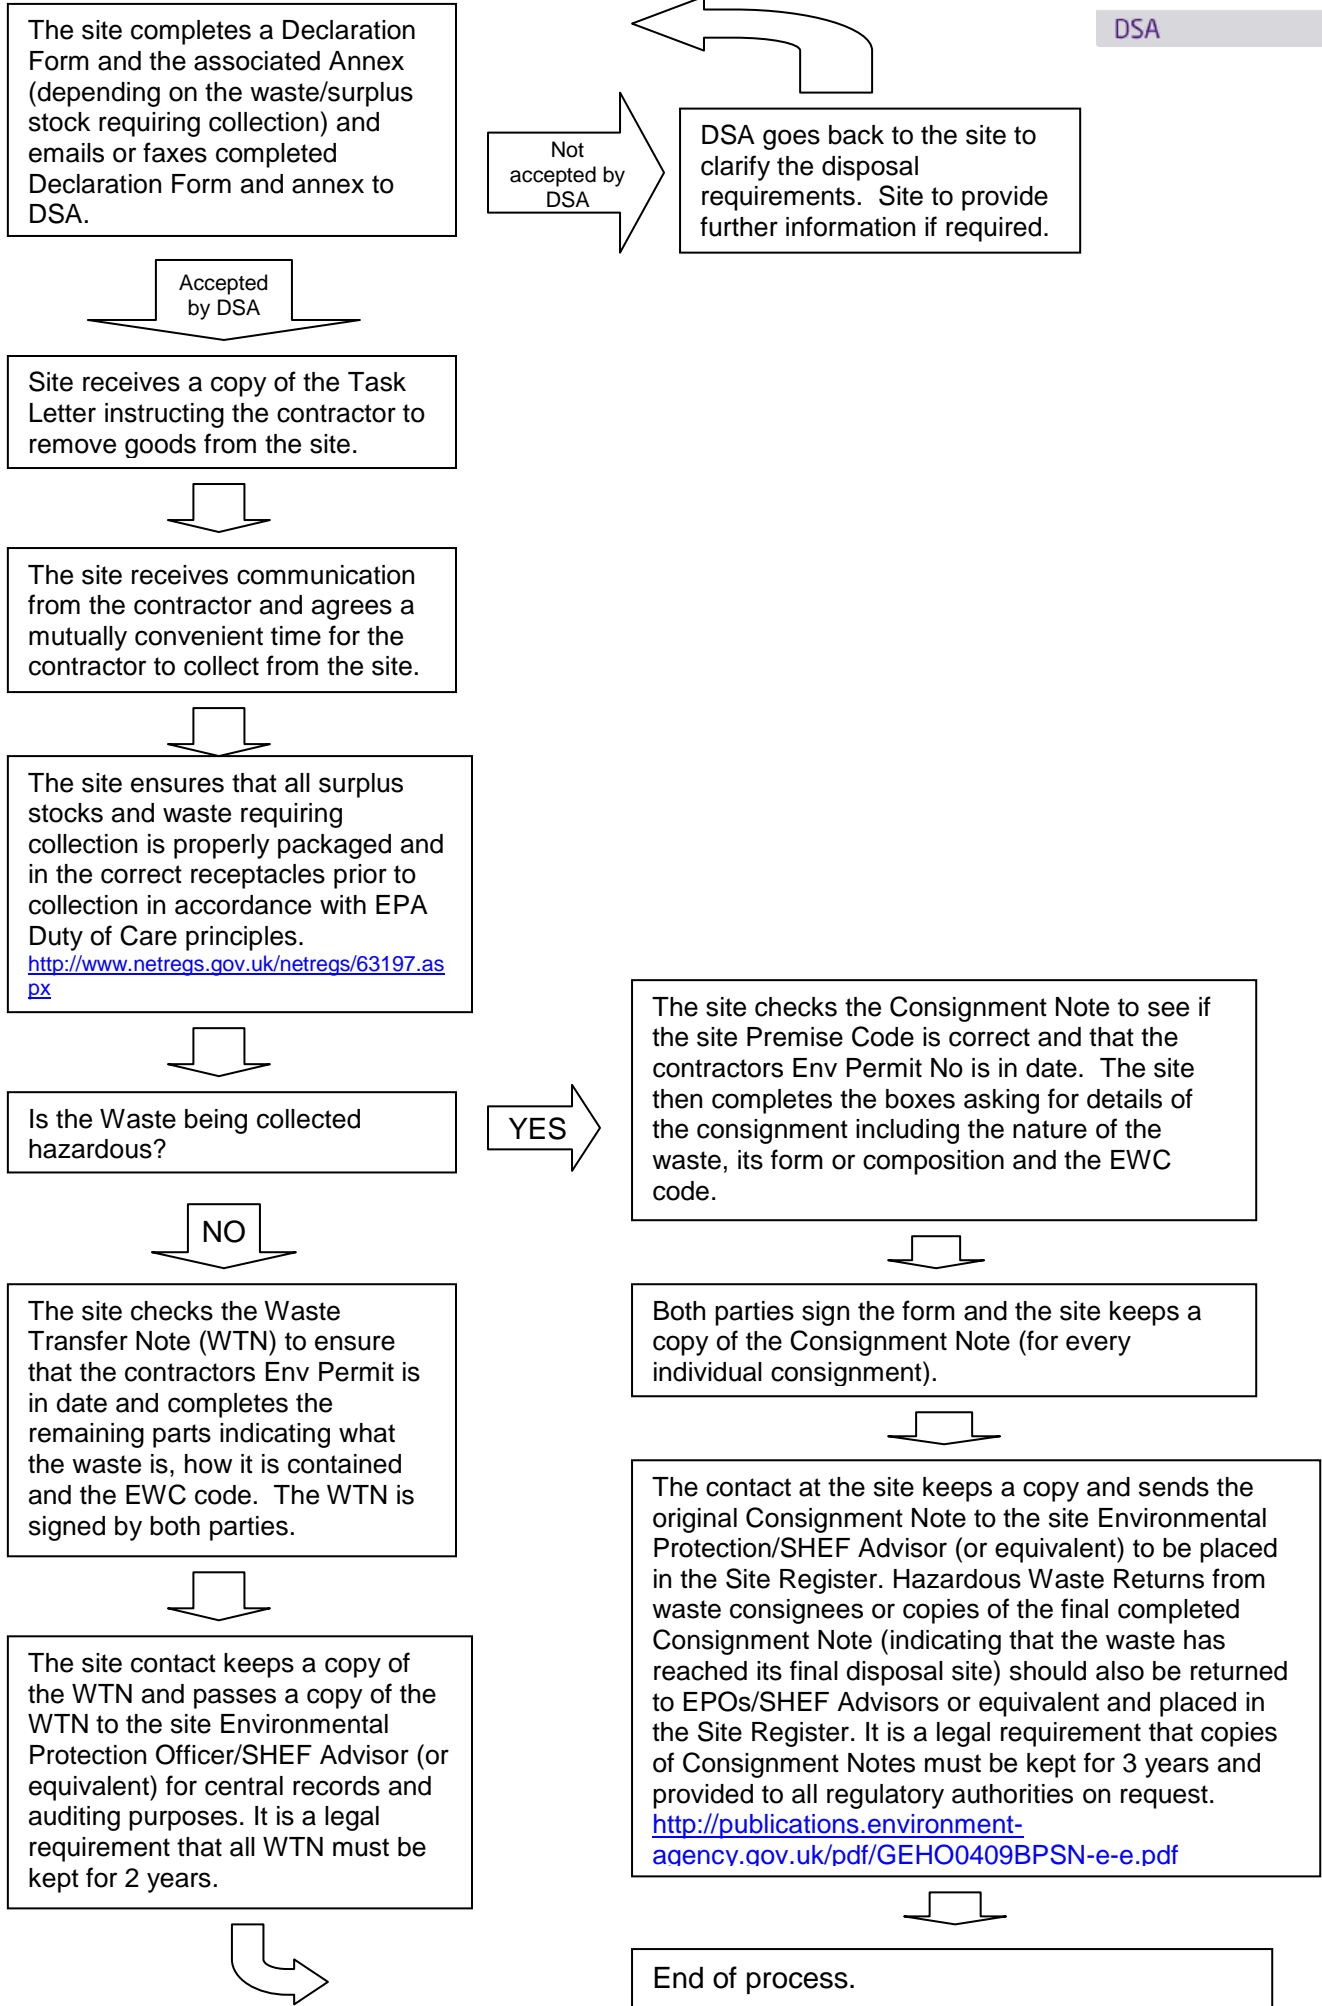 DSA
The site completes a Declaration
Form and the associated Annex
(depending on the waste/surplus
stock requiring collection) and
emails or faxes completed
Declaration Form and annex to
DSA.
Not
accepted by
DSA
DSA goes back to the site to
clarify the disposal
requirements.  Site to provide
further information if required.
Accepted
by DSA
Site receives a copy of the Task
Letter instructing the contractor to
remove goods from the site.
The site receives communication
from the contractor and agrees a
mutually convenient time for the
contractor to collect from the site.
The site ensures that all surplus
stocks and waste requiring
collection is properly packaged and
in the correct receptacles prior to
collection in accordance with EPA
Duty of Care principles.
http://www.netregs.gov.uk/netregs/63197.as
px
Is the Waste being collected
hazardous?
YES
The site checks the Consignment Note to see if
the site Premise Code is correct and that the
contractors Env Permit No is in date.  The site
then completes the boxes asking for details of
the consignment including the nature of the
waste, its form or composition and the EWC
code.
NO
The site checks the Waste
Transfer Note (WTN) to ensure
that the contractors Env Permit is
in date and completes the
remaining parts indicating what
the waste is, how it is contained
and the EWC code.  The WTN is
signed by both parties.
Both parties sign the form and the site keeps a
copy of the Consignment Note (for every
individual consignment).
The contact at the site keeps a copy and sends the
original Consignment Note to the site Environmental
Protection/SHEF Advisor (or equivalent) to be placed
in the Site Register. Hazardous Waste Returns from
waste consignees or copies of the final completed
Consignment Note (indicating that the waste has
reached its final disposal site) should also be returned
to EPOs/SHEF Advisors or equivalent and placed in
the Site Register. It is a legal requirement that copies
of Consignment Notes must be kept for 3 years and
provided to all regulatory authorities on request.
http://publications.environment-
agency.gov.uk/pdf/GEHO0409BPSN-e-e.pdf
The site contact keeps a copy of
the WTN and passes a copy of the
WTN to the site Environmental
Protection Officer/SHEF Advisor (or
equivalent) for central records and
auditing purposes. It is a legal
requirement that all WTN must be
kept for 2 years.
End of process.